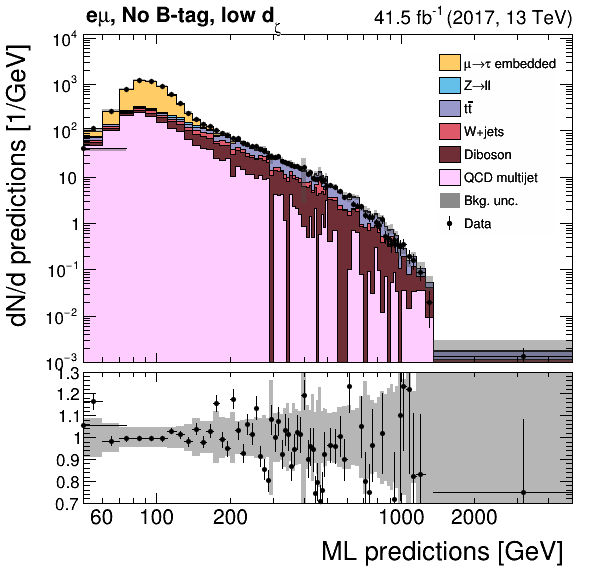 eμ, No B-tag, low dζ
41.5 fb⁻¹ (2017, 13 TeV)
dN/d predictions [1/GeV]
10⁴
10³
10²
10
1
10⁻¹
10⁻²
10⁻³
μ→τ embedded
Z→ll
tt̄
W+jets
Diboson
QCD multijet
Bkg. unc.
Data
1.3
1.2
1.1
1
0.9
0.8
0.7
60
100
200
1000
2000
ML predictions [GeV]